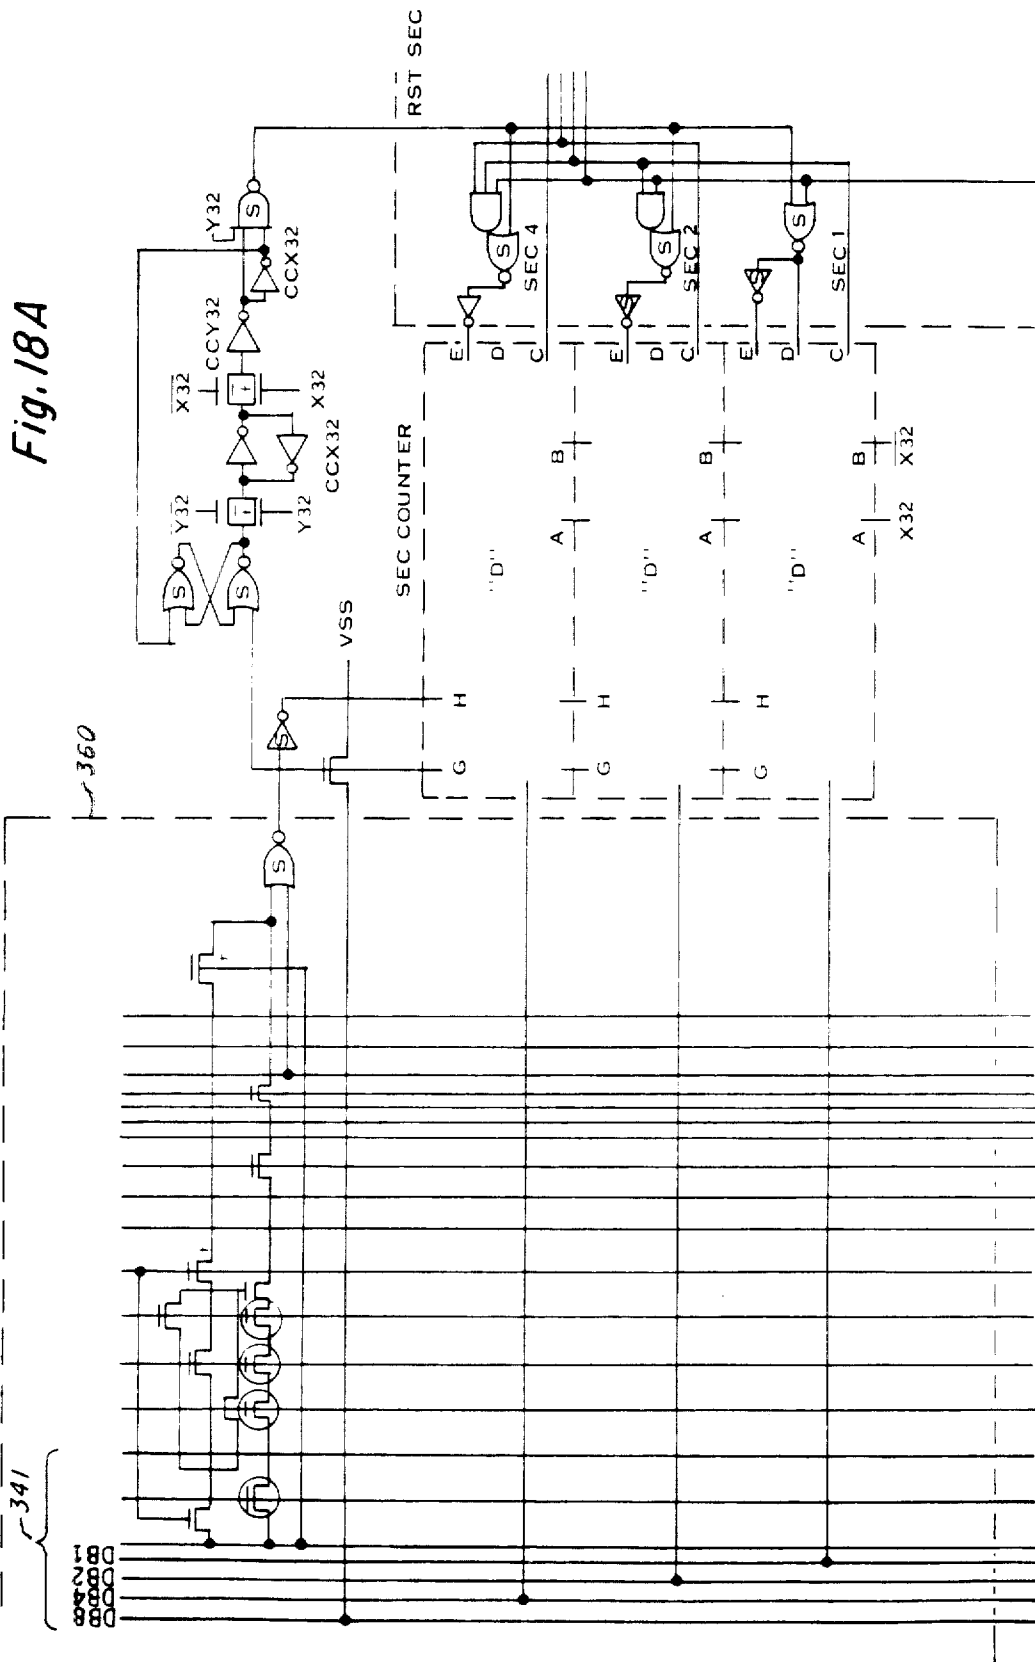 Fig. 18A
RST SEC
Y32
CCX32
CCY32
X32
X32
CCX32
Y32
Y32
S
S
S
SEC 4
S
SEC 2
S
S
SEC 1
S
S
E
D
C
E
D
C
E
D
C
SEC COUNTER
"D"
"D"
"D"
B
A
B
A
B
X32
A
X32
VSS
S
S
H
G
H
G
H
G
360
341
DB1
DB2
DB4
DB8